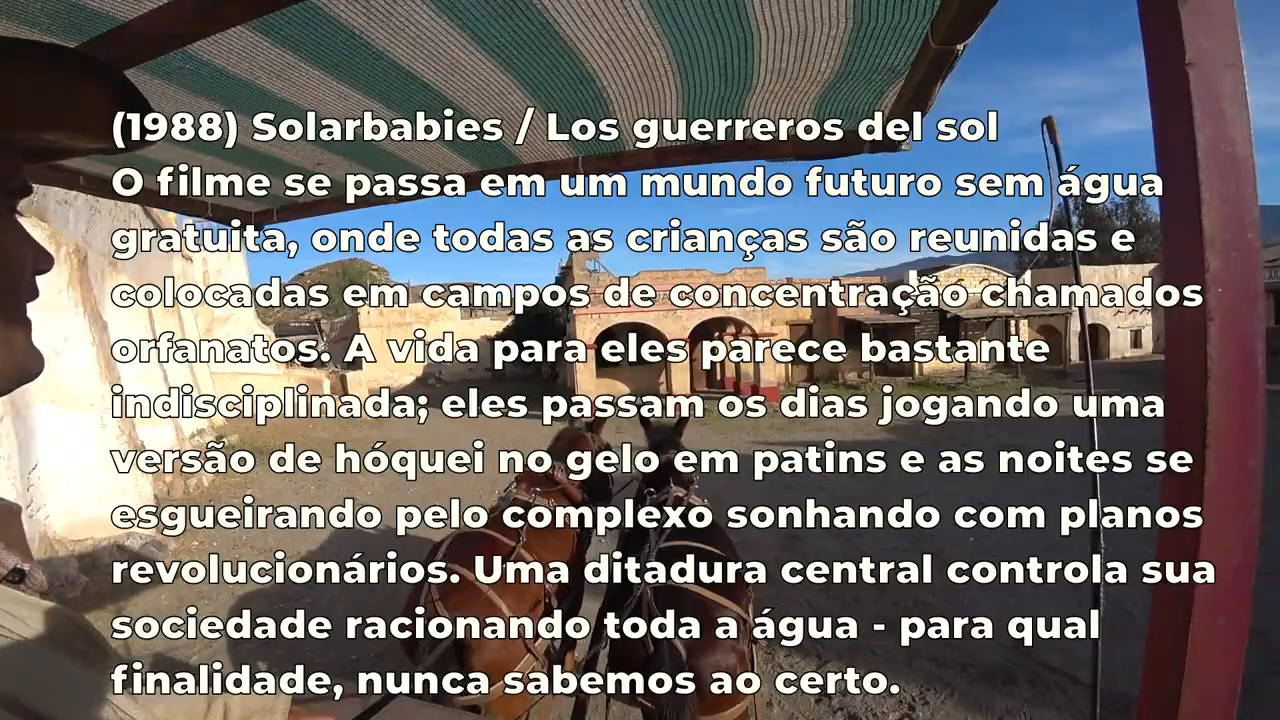 (1988) Solarbabies / Los guerreros del sol
O filme se passa em um mundo futuro sem água
gratuita, onde todas as crianças são reunidas e
colocadas em campos de concentração chamados
orfanatos. A vida para eles parece bastante
indisciplinada; eles passam os dias jogando uma
versão de hóquei no gelo em patins e as noites se
esgueirando pelo complexo sonhando com planos
revolucionários. Uma ditadura central controla sua
sociedade racionando toda a água - para qual
finalidade, nunca sabemos ao certo.